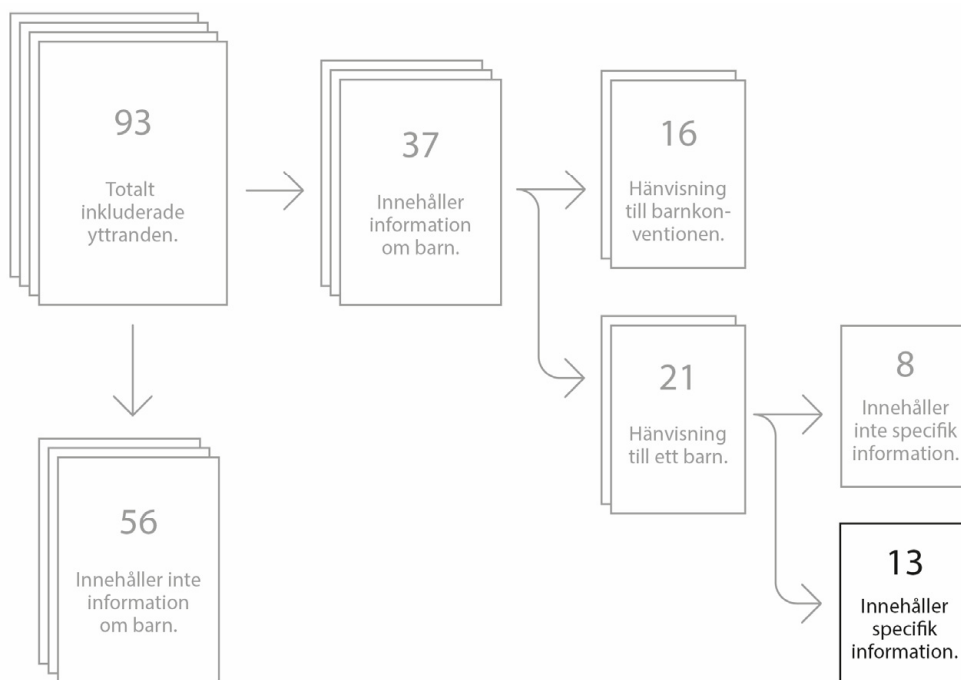 93
Totalt
inkluderade
yttranden.
37
Innehåller
information
om barn.
16
Hänvisning
till barnkon-
ventionen.
21
Hänvisning
till ett barn.
8
Innehåller
inte specifik
information.
56
Innehåller inte
information
om barn.
13
Innehåller
specifik
information.